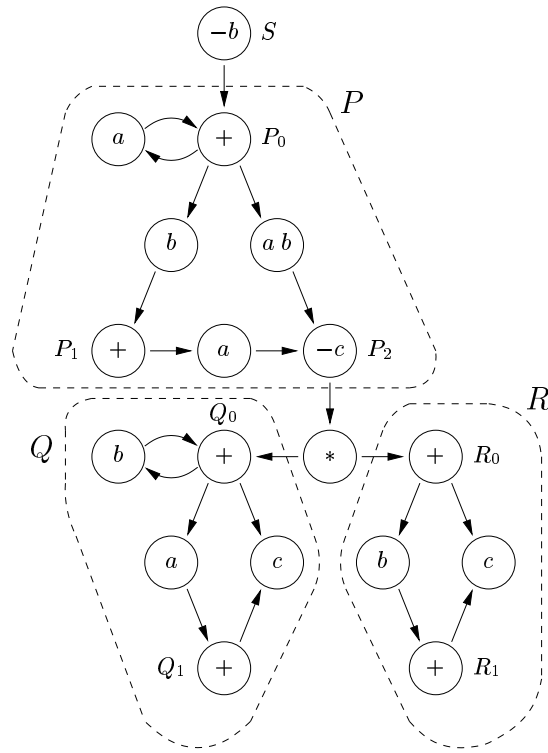 −b S
P
a + P0
b a b
P1 + a −c P2
Q0 R
Q b + * + R0
a c b c
Q1 + + R1